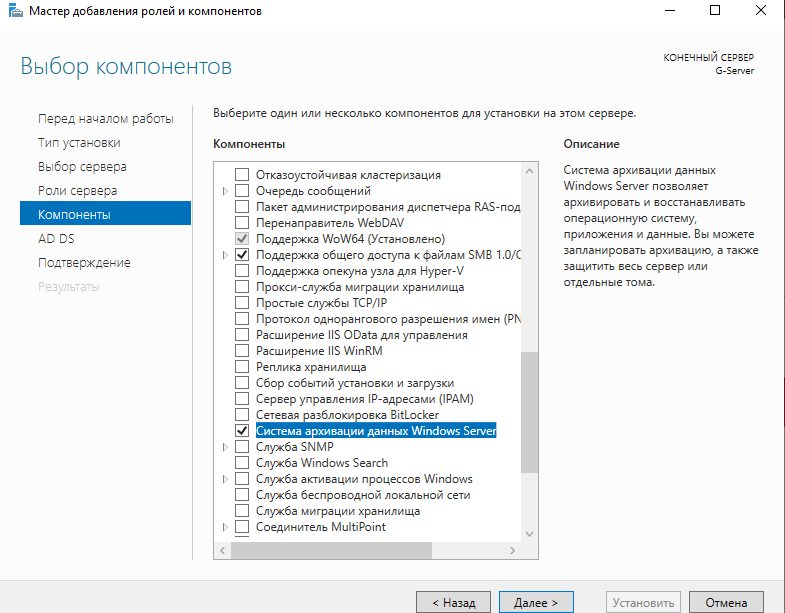 Мастер добавления ролей и компонентов
Выбор компонентов
КОНЕЧНЫЙ СЕРВЕР
G-Server
Перед началом работы
Тип установки
Выбор сервера
Роли сервера
Компоненты
AD DS
Подтверждение
Результаты
Выберите один или несколько компонентов для установки на этом сервере.
Компоненты
Отказоустойчивая кластеризация
Очередь сообщений
Пакет администрирования диспетчера RAS-под
Перенаправитель WebDAV
Поддержка WoW64 (Установлено)
Поддержка общего доступа к файлам SMB 1.0/C
Поддержка опекуна узла для Hyper-V
Прокси-служба миграции хранилища
Простые службы TCP/IP
Протокол однорангового разрешения имен (PN
Расширение IIS OData для управления
Расширение IIS WinRM
Реплика хранилища
Сбор событий установки и загрузки
Сервер управления IP-адресами (IPAM)
Сетевая разблокировка BitLocker
Система архивации данных Windows Server
Служба SNMP
Служба Windows Search
Служба активации процессов Windows
Служба беспроводной локальной сети
Служба миграции хранилища
Соединитель MultiPoint
Описание
Система архивации данных
Windows Server позволяет
архивировать и восстанавливать
операционную систему,
приложения и данные. Вы можете
запланировать архивацию, а также
защитить весь сервер или
отдельные тома.
< Назад
Далее >
Установить
Отмена